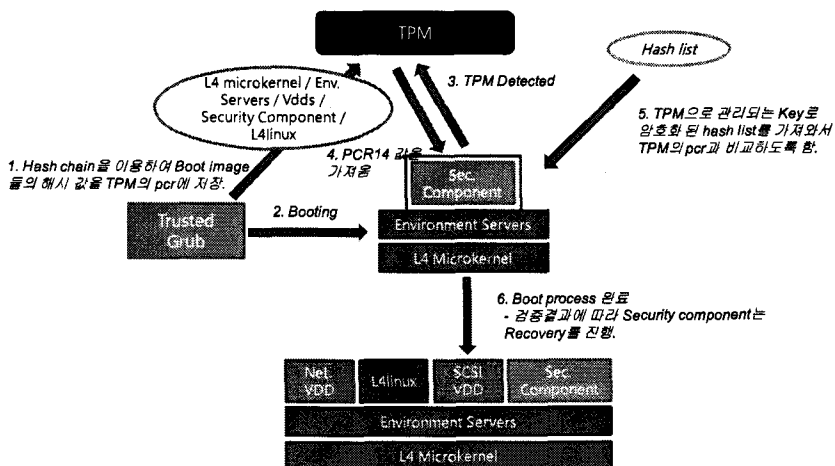 TPM
Hash list
L4 microkernel / Env.
Servers / Vdds /
Security Component /
L4linux
3. TPM Detected
5. TPM으로 관리되는 Key로
암호화 된 hash list를 가져와서
TPM의 pcr과 비교하도록 함.
4. PCR14 값을
가져옴
1. Hash chain을 이용하여 Boot image
들의 해시 값을 TPM의 pcr에 저장.
Sec.
Component
2. Booting
Trusted
Grub
Environment Servers
L4 Microkernel
6. Boot process 완료
- 검증결과에 따라 Security component는
Recovery를 진행.
Net
VDD
L4linux
SCSI
VDD
Sec
Component
Environment Servers
L4 Microkernel